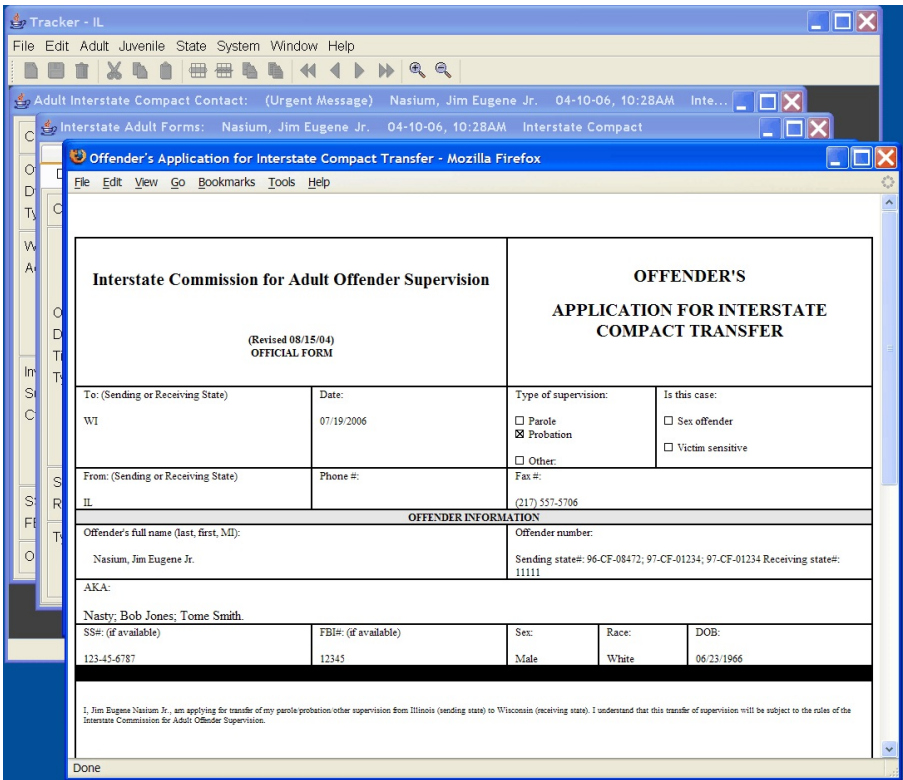 Tracker - IL
File Edit Adult Juvenile State System Window Help
Adult Interstate Compact Contact: (Urgent Message) Nasium, Jim Eugene Jr. 04-10-06, 10:28AM Inte...
Interstate Adult Forms: Nasium, Jim Eugene Jr. 04-10-06, 10:28AM Interstate Compact
Offender's Application for Interstate Compact Transfer - Mozilla Firefox
File Edit View Go Bookmarks Tools Help
Interstate Commission for Adult Offender Supervision
(Revised 08/15/04)
OFFICIAL FORM
OFFENDER'S
APPLICATION FOR INTERSTATE
COMPACT TRANSFER
To: (Sending or Receiving State)
WI
Date:
07/19/2006
Type of supervision:
Parole
Probation
Other:
Is this case:
Sex offender
Victim sensitive
From: (Sending or Receiving State)
IL
Phone #:
Fax #:
(217) 557-5706
OFFENDER INFORMATION
Offender's full name (last, first, MI):
Nasium, Jim Eugene Jr.
Offender number:
Sending state#: 96-CF-08472; 97-CF-01234; 97-CF-01234 Receiving state#:
11111
AKA:
Nasty; Bob Jones; Tome Smith.
SS#: (if available)
123-45-6787
FBI#: (if available)
12345
Sex:
Male
Race:
White
DOB:
06/23/1966
I, Jim Eugene Nasium Jr., am applying for transfer of my parole/probation/other supervision from Illinois (sending state) to Wisconsin (receiving state). I understand that this transfer of supervision will be subject to the rules of the
Interstate Commission for Adult Offender Supervision.
Done